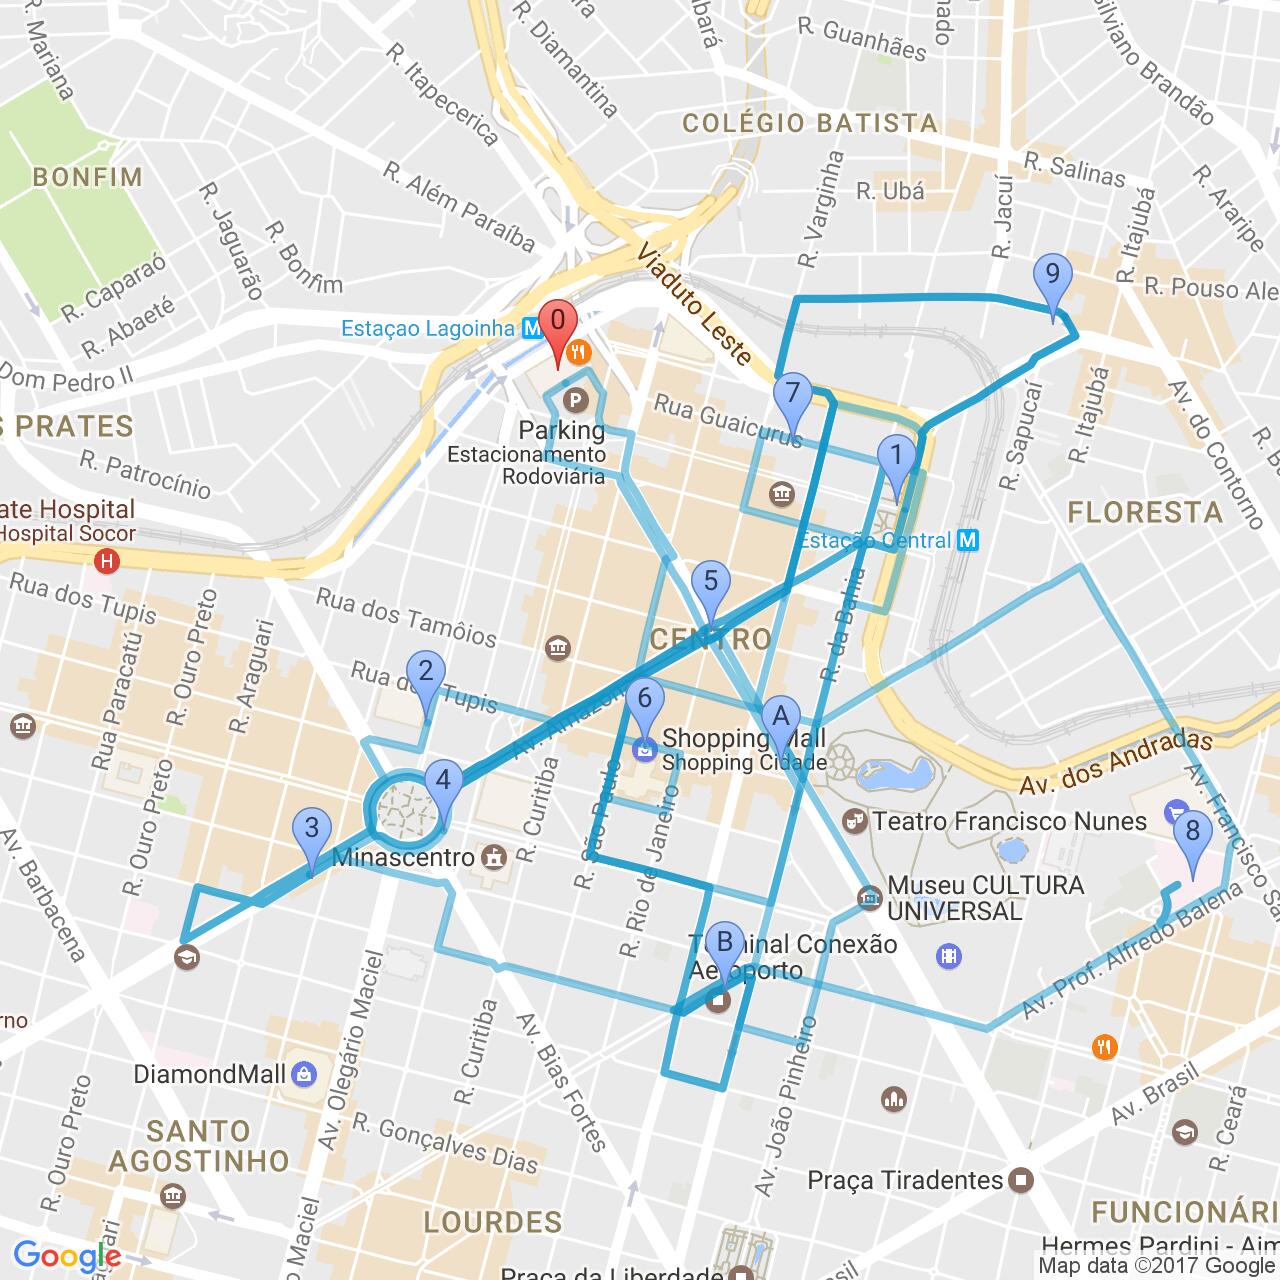 R. Mariana
R. Itapecerica
R. Diamantina
R. Guanhães
Silviano Brandão
COLÉGIO BATISTA
R. Salinas
R. Araripe
BONFIM
R. Além Paraíba
R. Ubá
R. Varginha
R. Jacuí
R. Itajubá
R. Jaguarão
R. Bonfim
R. Caparaó
R. Abaeté
Viaduto Leste
9
R. Pouso Ale
Estaçao Lagoinha M
0
Dom Pedro II
7
Rua Guaicurus
R. Sapucaí
R. Itajubá
Av. do Contorno
S PRATES
R. Patrocínio
P
Parking
Estacionamento
Rodoviária
1
ate Hospital
Hospital Socor
H
FLORESTA
Estação Central M
Rua dos Tupis
R. Ouro Preto
Rua dos Tamôios
5
CENTRO
R. da Bahia
Rua Paracatú
R. Araguari
2
Rua dos Tupis
6
A
Av. Amazonas
Shopping Mall
Shopping Cidade
Av. dos Andradas
R. Ouro Preto
4
R. Curitiba
R. São Paulo
R. Rio de Janeiro
3
Minascentro
Teatro Francisco Nunes
8
Av. Francisco Sa
Av. Barbacena
Museu CULTURA
UNIVERSAL
B
Terminal Conexão
Aeroporto
Av. Prof. Alfredo Balena
rno
R. Curitiba
Av. Olegário Maciel
Av. Bias Fortes
Av. João Pinheiro
DiamondMall
R. Ouro Preto
R. Gonçalves Dias
SANTO
AGOSTINHO
Av. Brasil
R. Ceará
Praça Tiradentes
LOURDES
FUNCIONÁRI
Hermes Pardini - Aim
Maciel
Praça da Liberdade
Google
Map data ©2017 Google